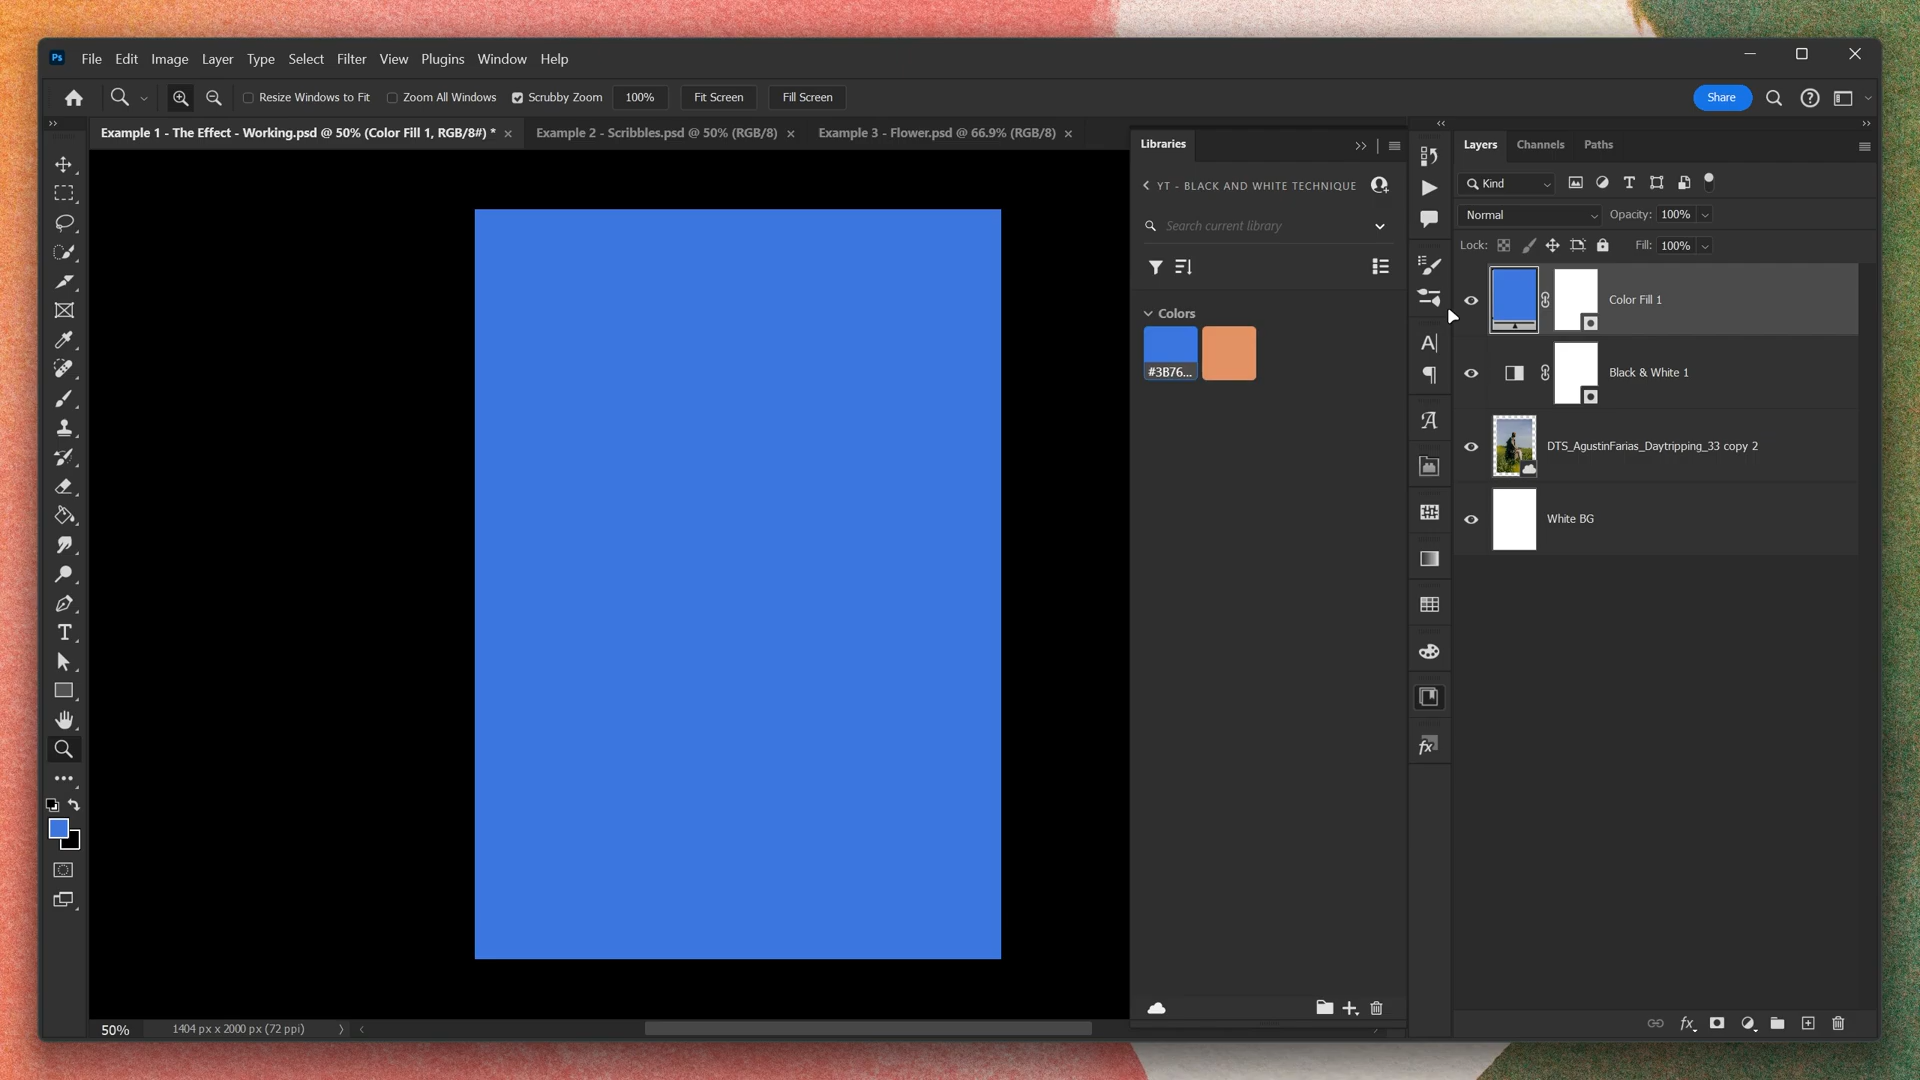 Ps File Edit Image Layer Type Select Filter View Plugins Window Help
Resize Windows to Fit Zoom All Windows Scrubby Zoom 100% Fit Screen Fill Screen Share
Example 1 - The Effect - Working.psd @ 50% (Color Fill 1, RGB/8#) * Example 2 - Scribbles.psd @ 50% (RGB/8) Example 3 - Flower.psd @ 66.9% (RGB/8)
Libraries
YT - BLACK AND WHITE TECHNIQUE
Search current library
Colors
#3B76...
Layers Channels Paths
Kind
Normal Opacity: 100%
Lock: Fill: 100%
Color Fill 1
Black & White 1
DTS_AgustinFarias_Daytripping_33 copy 2
White BG
fx
fx
50% 1404 px x 2000 px (72 ppi)